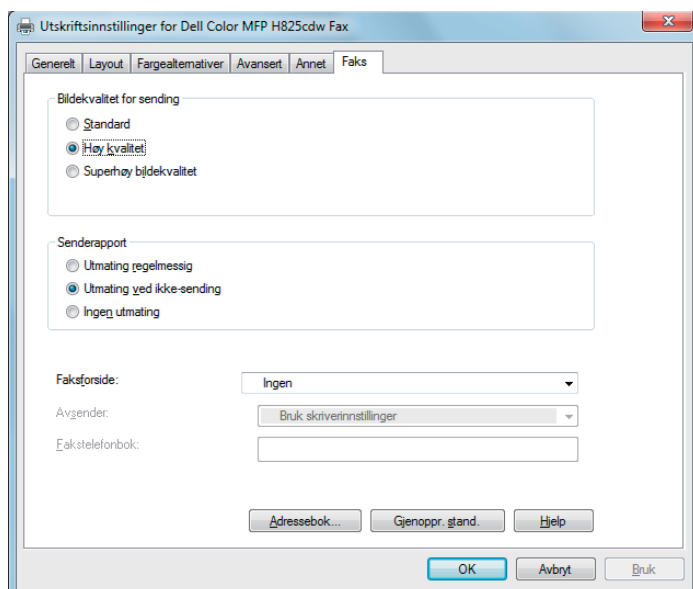 Utskriftsinnstillinger for Dell Color MFP H825cdw Fax
Generelt Layout Fargealternativer Avansert Annet Faks
Bildekvalitet for sending
Standard
Høy kvalitet
Superhøy bildekvalitet
Senderapport
Utmating regelmessig
Utmating ved ikke-sending
Ingen utmating
Faksforside: Ingen
Avsender: Bruk skriverinnstillinger
Fakstelefonbok:
Adressebok... Gjenoppr. stand. Hjelp
OK Avbryt Bruk